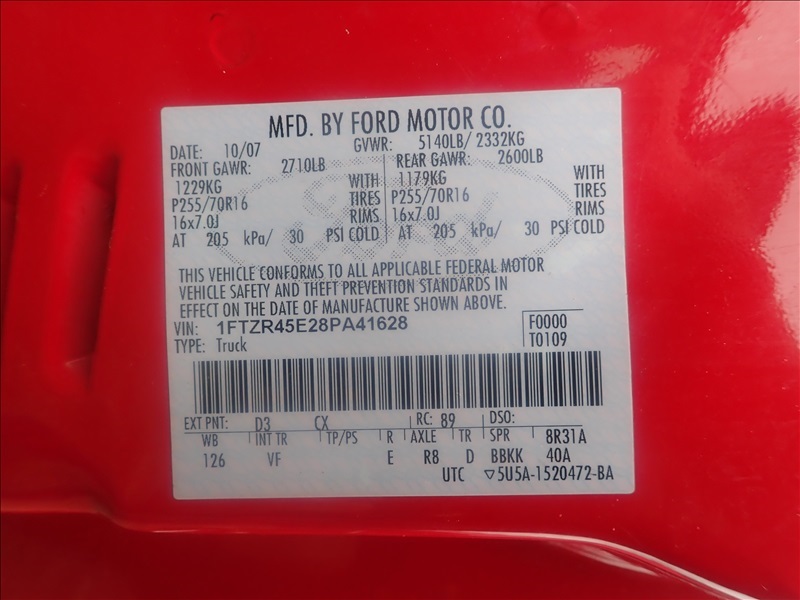 MFD. BY FORD MOTOR CO.
DATE: 10/07 GVWR: 5140LB/ 2332KG
FRONT GAWR: 2710LB REAR GAWR: 2600LB
1229KG WITH 1179KG WITH
P255/70R16 TIRES P255/70R16 TIRES
16x7.0J RIMS 16x7.0J RIMS
AT 205 kPa/ 30 PSI COLD AT 205 kPa/ 30 PSI COLD
THIS VEHICLE CONFORMS TO ALL APPLICABLE FEDERAL MOTOR
VEHICLE SAFETY AND THEFT PREVENTION STANDARDS IN
EFFECT ON THE DATE OF MANUFACTURE SHOWN ABOVE.
VIN: 1FTZR45E28PA41628 F0000
TYPE: Truck T0109
EXT PNT: D3 CX RC: 89 DSO:
WB INT TR TP/PS R AXLE TR SPR 8R31A
126 VF E R8 D BBKK 40A
UTC ▽5U5A-1520472-BA